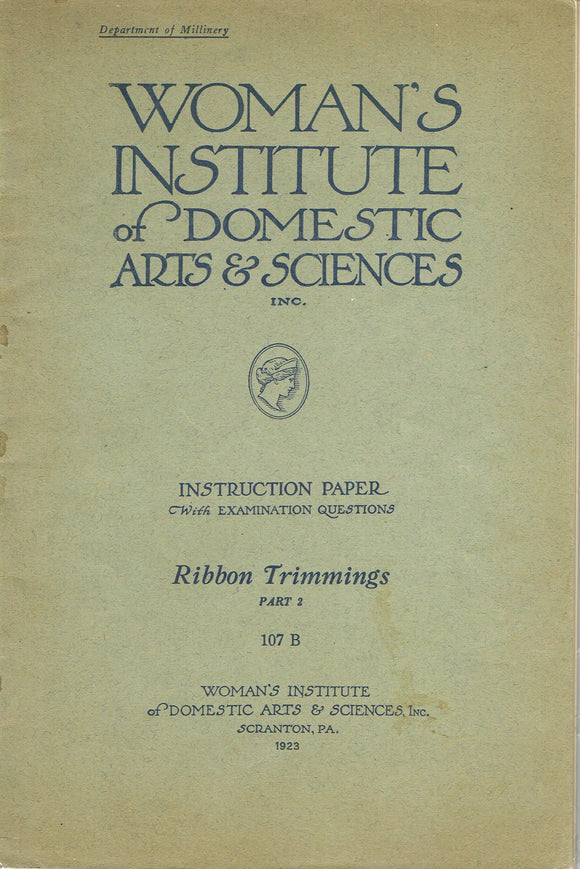 Department of Millinery
WOMAN'S
INSTITUTE
of DOMESTIC
ARTS & SCIENCES
INC.
INSTRUCTION PAPER
With EXAMINATION QUESTIONS
Ribbon Trimmings
PART 2
107 B
WOMAN'S INSTITUTE
of DOMESTIC ARTS & SCIENCES, INC.
SCRANTON, PA.
1923